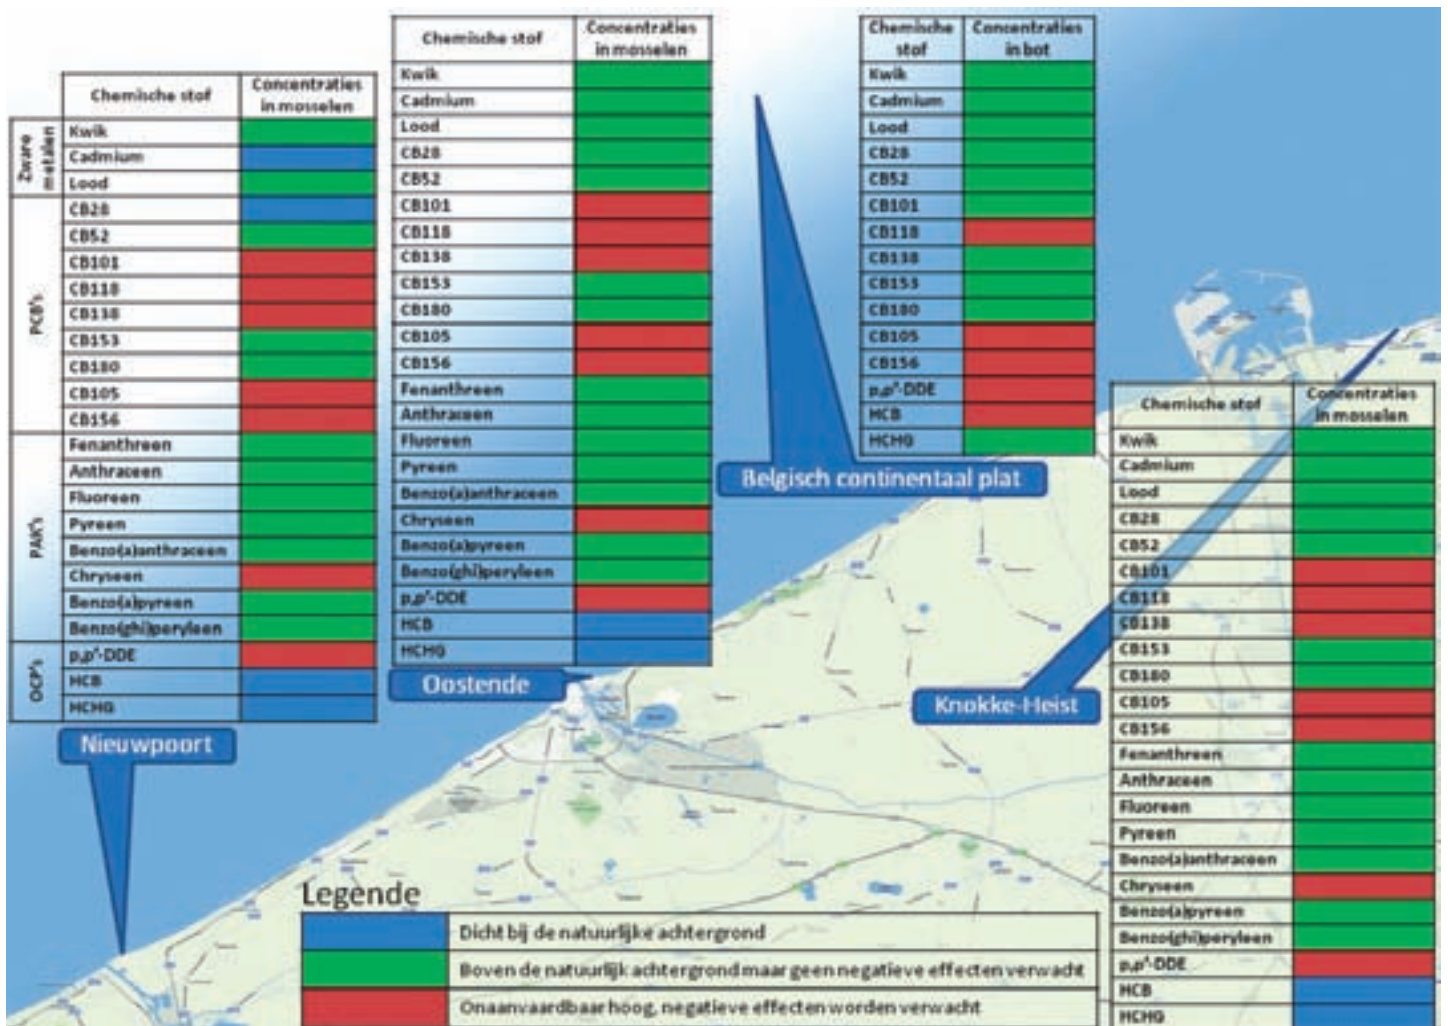 Chemische stof
Concentraties
in mosselen
Zware
metalen
Kwik
Cadmium
Lood
PCB's
CB28
CB52
CB101
CB118
CB138
CB153
CB180
CB105
CB156
PAK's
Fenanthreen
Anthraceen
Fluoreen
Pyreen
Benzo(a)anthraceen
Chryseen
Benzo(a)pyreen
Benzo(ghi)peryleen
OCP's
p,p'-DDE
HCB
HCHG
Nieuwpoort
Chemische stof
Concentraties
in mosselen
Kwik
Cadmium
Lood
CB28
CB52
CB101
CB118
CB138
CB153
CB180
CB105
CB156
Fenanthreen
Anthraceen
Fluoreen
Pyreen
Benzo(a)anthraceen
Chryseen
Benzo(a)pyreen
Benzo(ghi)peryleen
p,p'-DDE
HCB
HCHG
Oostende
Chemische
stof
Concentraties
in bot
Kwik
Cadmium
Lood
CB28
CB52
CB101
CB118
CB138
CB153
CB180
CB105
CB156
p,p'-DDE
HCB
HCHG
Belgisch continentaal plat
Chemische stof
Concentraties
in mosselen
Kwik
Cadmium
Lood
CB28
CB52
CB101
CB118
CB138
CB153
CB180
CB105
CB156
Fenanthreen
Anthraceen
Fluoreen
Pyreen
Benzo(a)anthraceen
Chryseen
Benzo(a)pyreen
Benzo(ghi)peryleen
p,p'-DDE
HCB
HCHG
Knokke-Heist
Legende
Dicht bij de natuurlijke achtergrond
Boven de natuurlijk achtergrond maar geen negatieve effecten verwacht
Onaanvaardbaar hoog, negatieve effecten worden verwacht